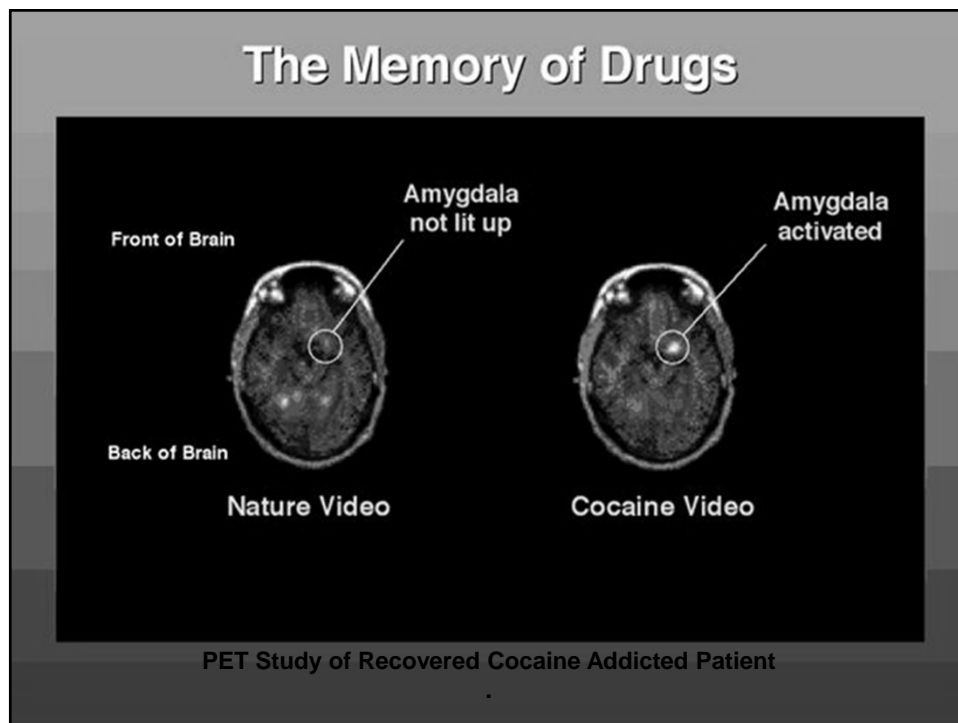 The Memory of Drugs
Amygdala
not lit up
Amygdala
activated
Front of Brain
Back of Brain
Nature Video
Cocaine Video
PET Study of Recovered Cocaine Addicted Patient
.